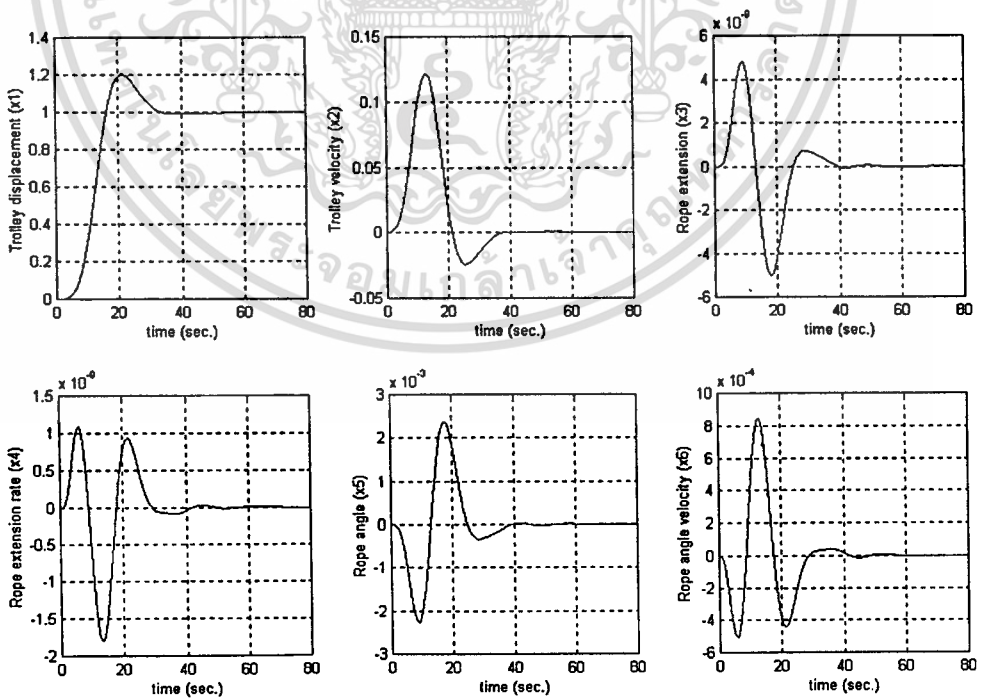 x 10⁻⁹
1.4
1.2
1
0.8
0.6
0.4
0.2
0
Trolley displacement (x1)
0 20 40 60 80
time (sec.)
0.15
0.1
0.05
0
-0.05
Trolley velocity (x2)
0 20 40 60 80
time (sec.)
6
4
2
0
-2
-4
-6
Rope extension (x3)
0 20 40 60 80
time (sec.)
x 10⁻⁹
1.5
1
0.5
0
-0.5
-1
-1.5
-2
Rope extension rate (x4)
0 20 40 60 80
time (sec.)
x 10⁻³
3
2
1
0
-1
-2
-3
Rope angle (x5)
0 20 40 60 80
time (sec.)
x 10⁻⁴
10
8
6
4
2
0
-2
-4
-6
Rope angle velocity (x6)
0 20 40 60 80
time (sec.)